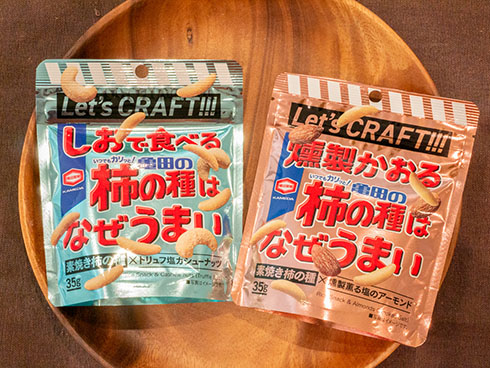 Let's CRAFT!!!
しおで食べる
いつでもカリッと!
亀田の
KAMEDA
柿の種は
なぜうまい
素焼き柿の種×トリュフ塩カシューナッツ
35g
Let's CRAFT!!!
燻製かおる
いつでもカリッと!
亀田の
KAMEDA
柿の種は
なぜうまい
素焼き柿の種×燻製薫る塩のアーモンド
35g